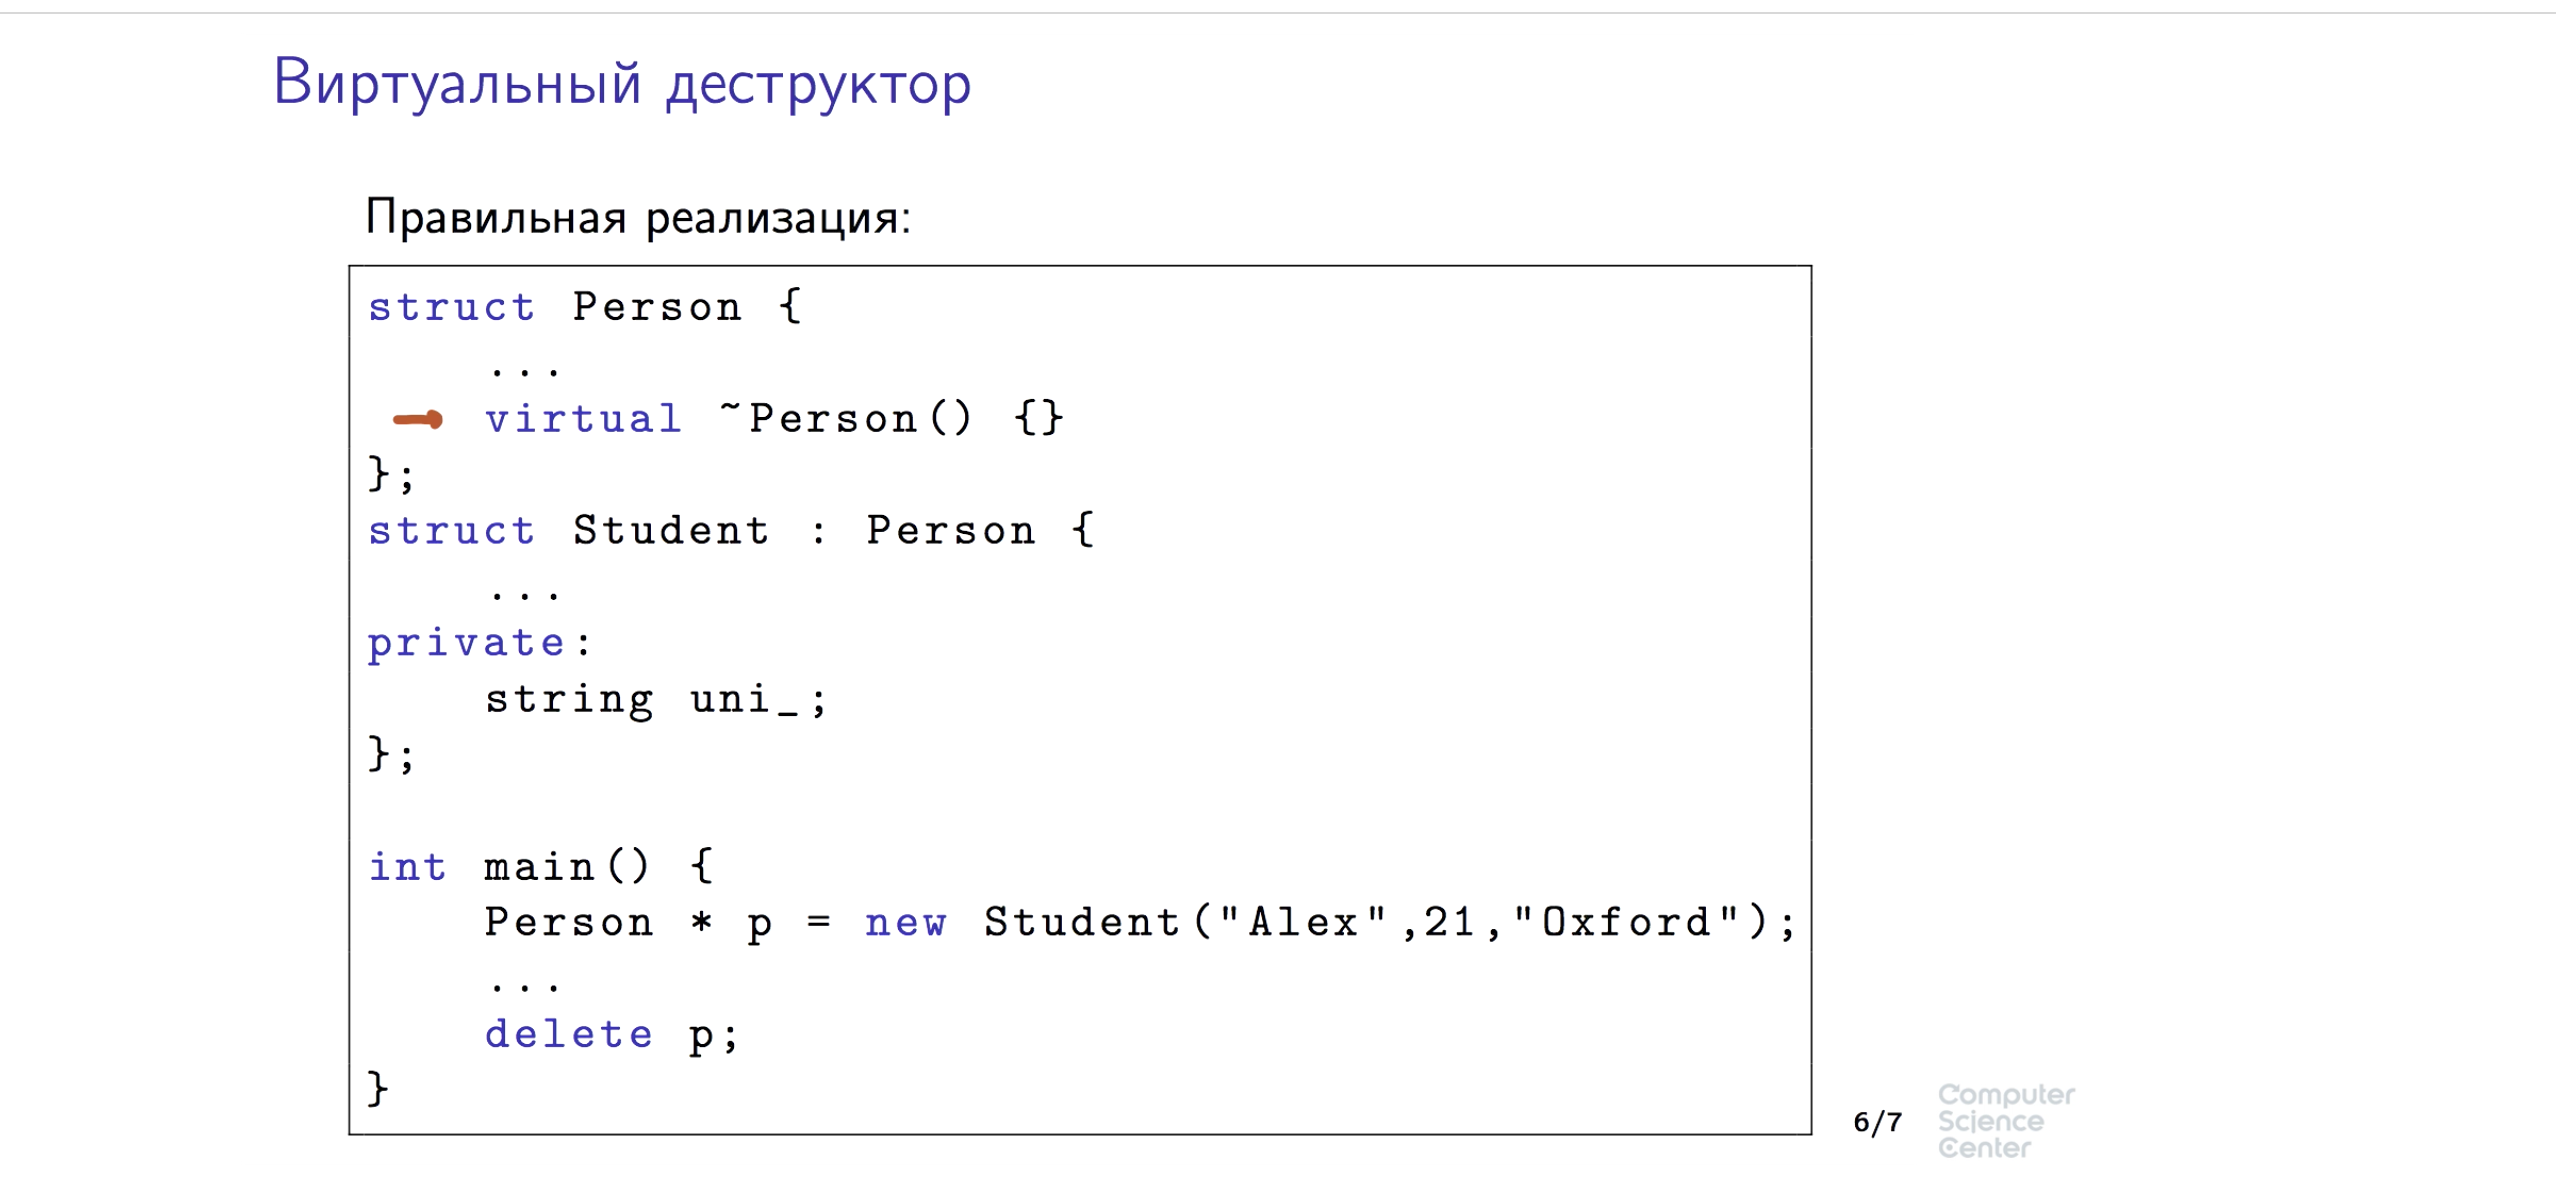 Виртуальный деструктор
Правильная реализация:
struct Person {
    ...
    virtual ~Person() {}
};
struct Student : Person {
    ...
private:
    string uni_;
};

int main() {
    Person * p = new Student("Alex",21,"Oxford");
    ...
    delete p;
}
6/7
Computer
Science
Center